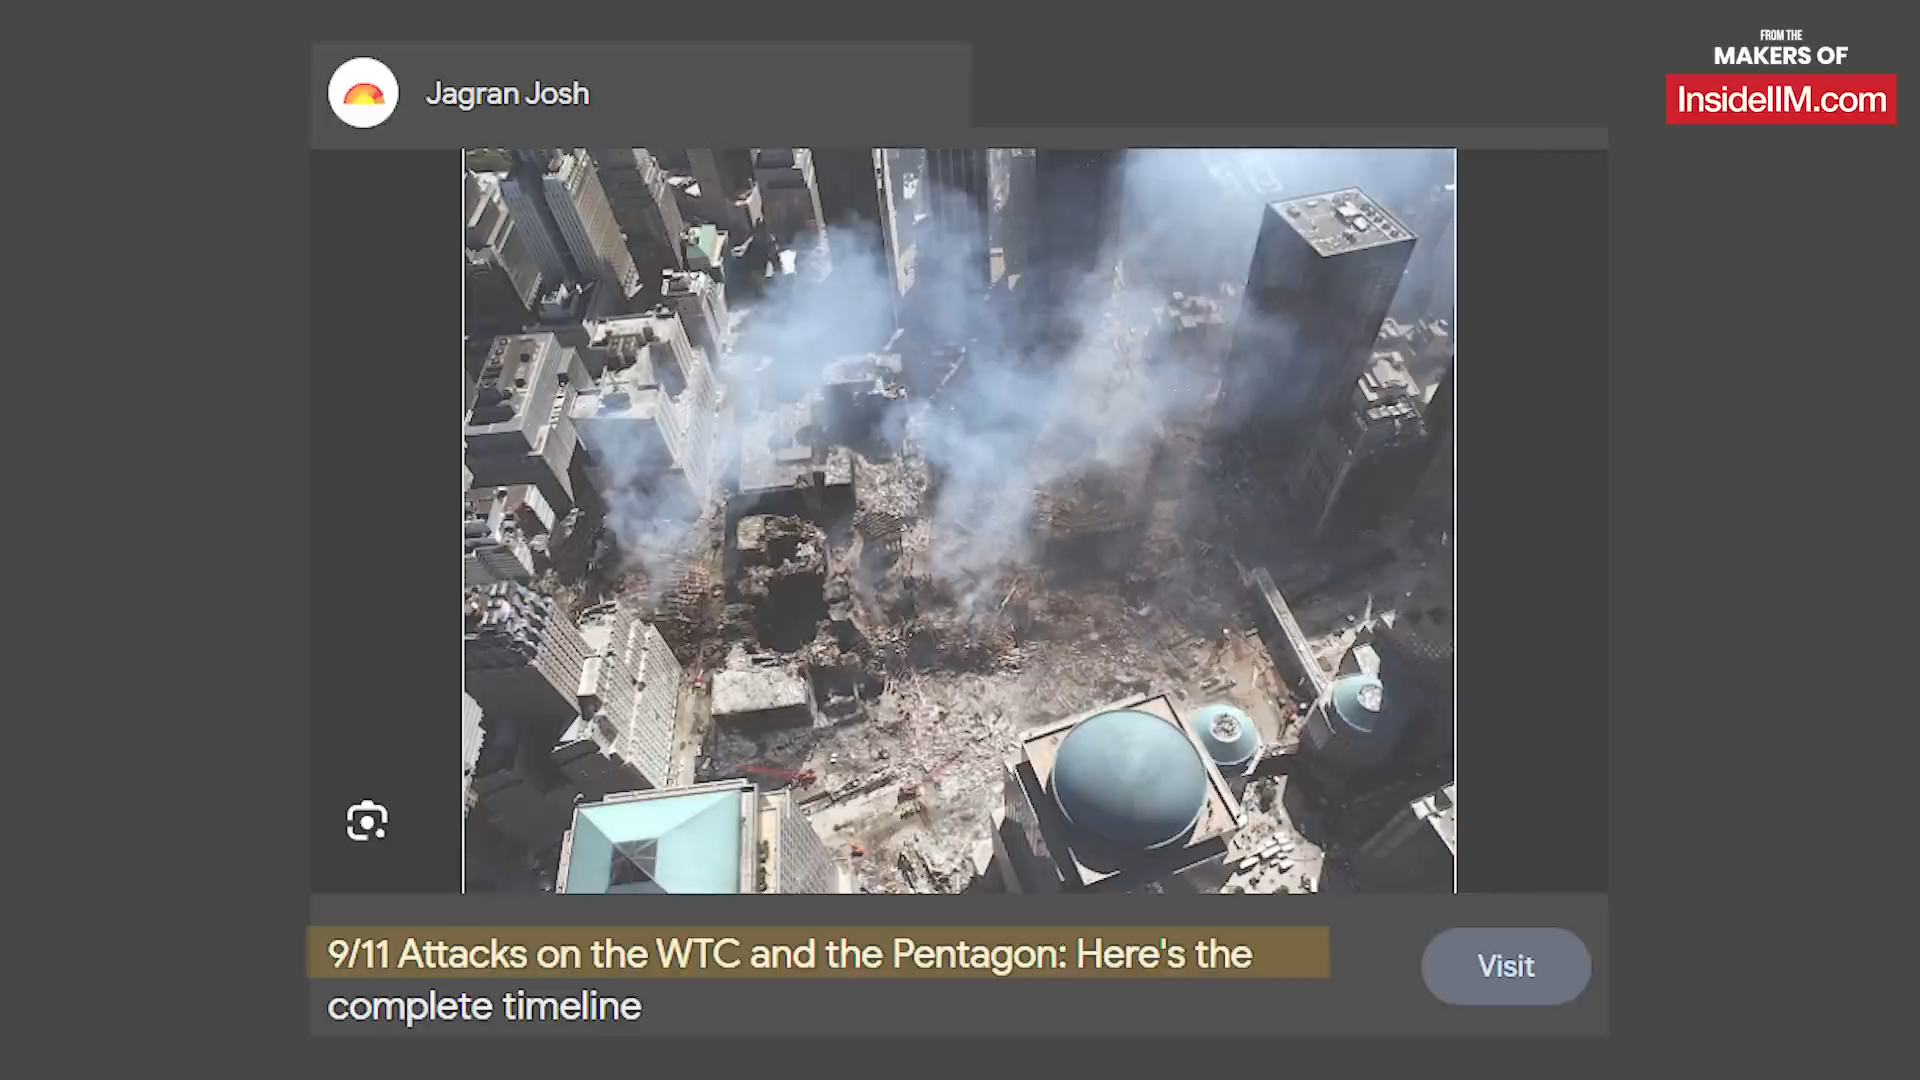 FROM THE
MAKERS OF
InsideIIM.com
Jagran Josh
9/11 Attacks on the WTC and the Pentagon: Here's the
complete timeline
Visit